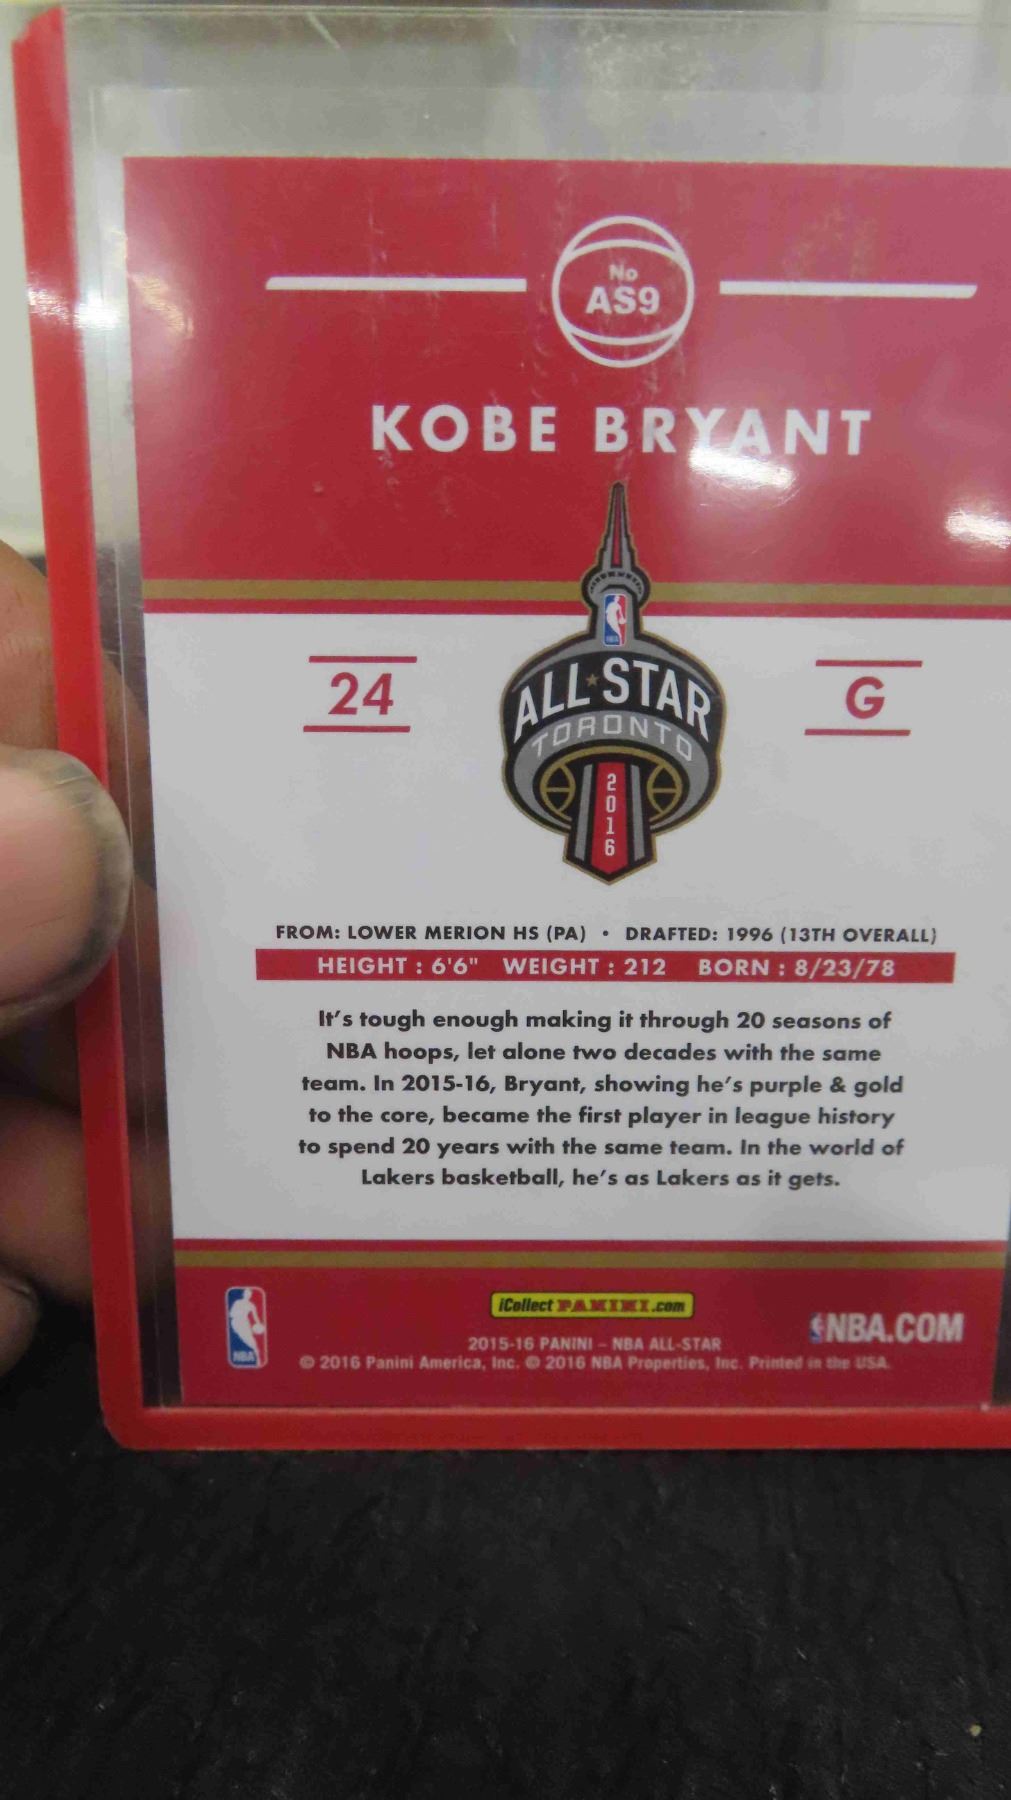 No
AS9
KOBE BRYANT
NBA
24
ALL★STAR
TORONTO
2016
G
FROM: LOWER MERION HS (PA) • DRAFTED: 1996 (13TH OVERALL)
HEIGHT : 6'6" WEIGHT : 212 BORN : 8/23/78
It's tough enough making it through 20 seasons of
NBA hoops, let alone two decades with the same
team. In 2015-16, Bryant, showing he's purple & gold
to the core, became the first player in league history
to spend 20 years with the same team. In the world of
Lakers basketball, he's as Lakers as it gets.
NBA
iCollect PANINI.com
NBA.COM
2015-16 PANINI – NBA ALL-STAR
© 2016 Panini America, Inc. © 2016 NBA Properties, Inc. Printed in the USA.